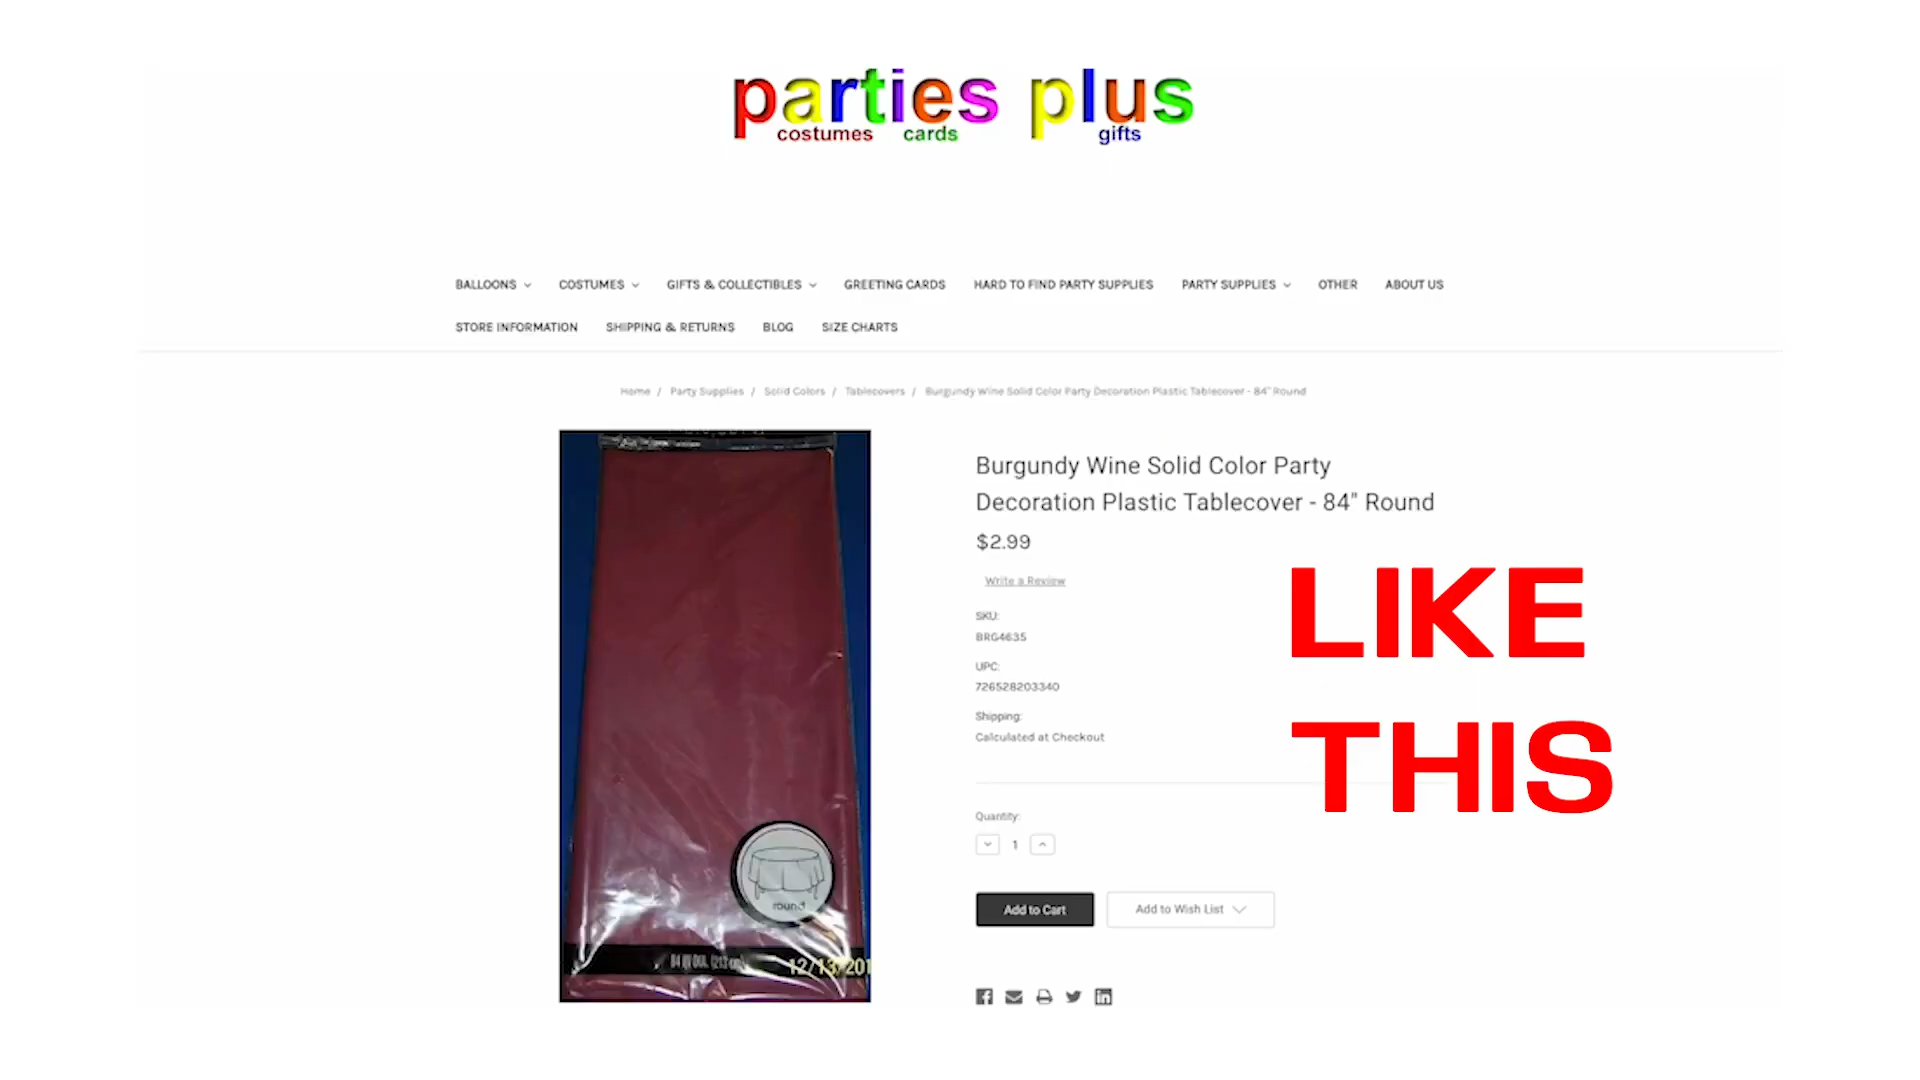 parties plus
costumes cards gifts
BALLOONS COSTUMES GIFTS & COLLECTIBLES GREETING CARDS HARD TO FIND PARTY SUPPLIES PARTY SUPPLIES OTHER ABOUT US
STORE INFORMATION SHIPPING & RETURNS BLOG SIZE CHARTS
Home / Party Supplies / Solid Colors / Tablecovers / Burgundy Wine Solid Color Party Decoration Plastic Tablecover - 84" Round
Burgundy Wine Solid Color Party
Decoration Plastic Tablecover - 84" Round
$2.99
Write a Review
SKU:
BRG4635
UPC:
726528203340
Shipping:
Calculated at Checkout
LIKE
THIS
Quantity:
1
Add to Cart Add to Wish List
round
12/13/201